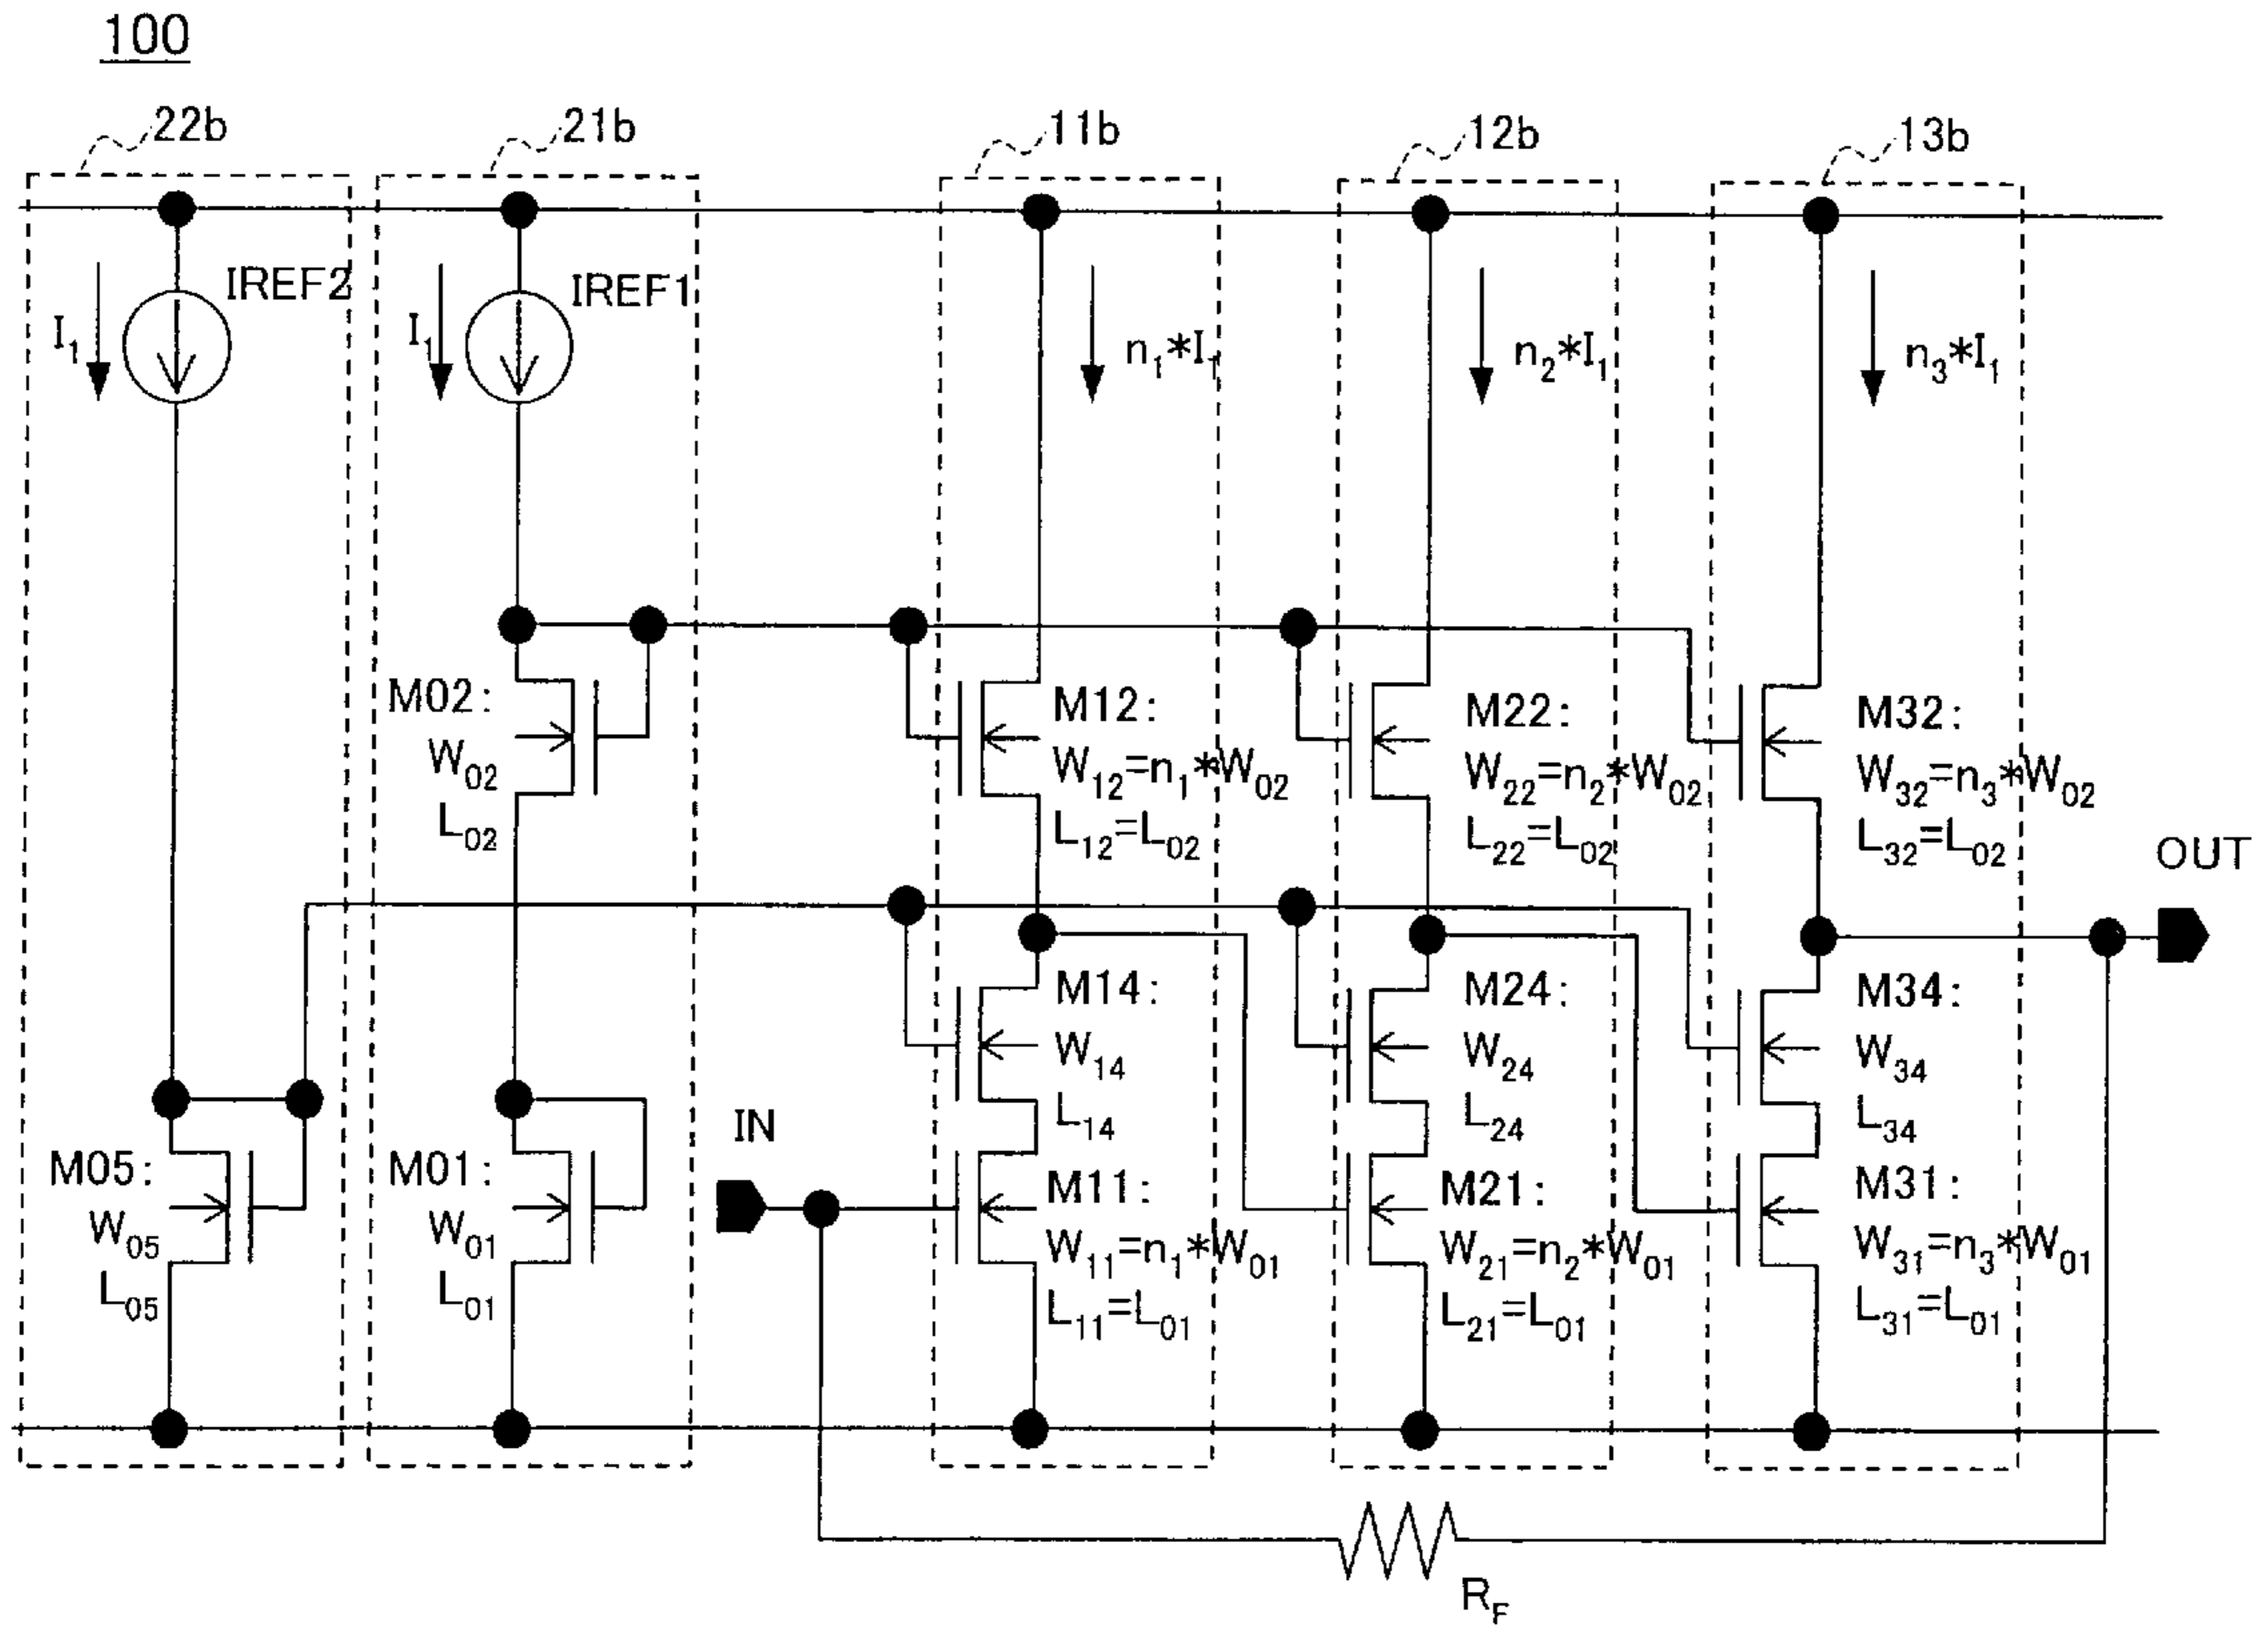 100
22b
21b
11b
12b
13b
IREF2
I₁
IREF1
I₁
n₁*I₁
n₂*I₁
n₃*I₁
M02:
W₀₂
L₀₂
M12:
W₁₂=n₁*W₀₂
L₁₂=L₀₂
M22:
W₂₂=n₂*W₀₂
L₂₂=L₀₂
M32:
W₃₂=n₃*W₀₂
L₃₂=L₀₂
OUT
M14:
W₁₄
L₁₄
M24:
W₂₄
L₂₄
M34:
W₃₄
L₃₄
M05:
W₀₅
L₀₅
M01:
W₀₁
L₀₁
IN
M11:
W₁₁=n₁*W₀₁
L₁₁=L₀₁
M21:
W₂₁=n₂*W₀₁
L₂₁=L₀₁
M31:
W₃₁=n₃*W₀₁
L₃₁=L₀₁
R_F